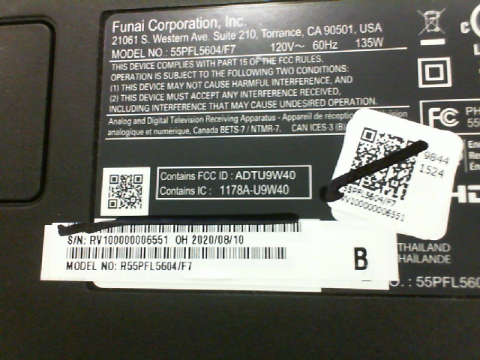 Funai Corporation, Inc.
21061 S. Western Ave. Suite 210, Torrance, CA 90501, USA
MODEL NO. : 55PFL5604/F7 120V~ 60Hz 135W
THIS DEVICE COMPLIES WITH PART 15 OF THE FCC RULES.
OPERATION IS SUBJECT TO THE FOLLOWING TWO CONDITIONS:
(1) THIS DEVICE MAY NOT CAUSE HARMFUL INTERFERENCE, AND
(2) THIS DEVICE MUST ACCEPT ANY INTERFERENCE RECEIVED,
INCLUDING INTERFERENCE THAT MAY CAUSE UNDESIRED OPERATION.
Analog and Digital Television Receiving Apparatus - Appareil de réception
analogique et numérique, Canada BETS-7 / NTMR-7. CAN ICES-3 (B)
FC
PH
9844
1524
55PFL5604/F7
RV100000006551
Contains FCC ID : ADTU9W40
Contains IC : 1178A-U9W40
HD
S/N: RV100000006551 OH 2020/08/10
MODEL NO: R55PFL5604/F7
B
THAILAND
THAILANDE
O. : 55PFL560